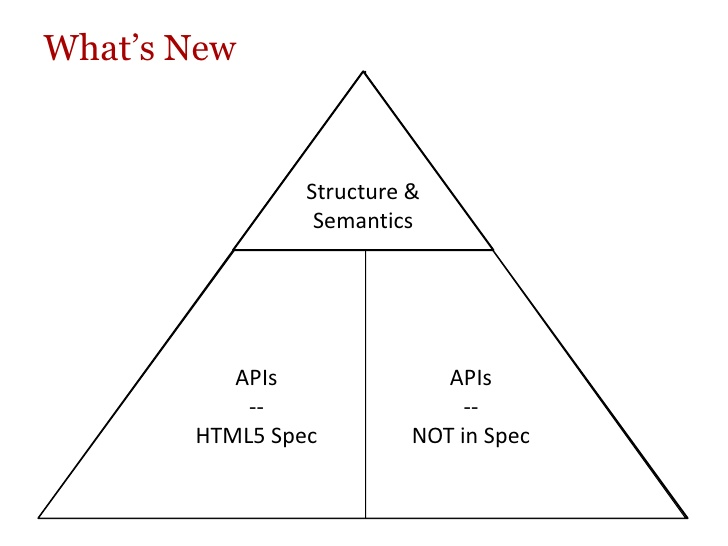 What’s New
Structure &
Semantics
APIs
--
HTML5 Spec
APIs
--
NOT in Spec